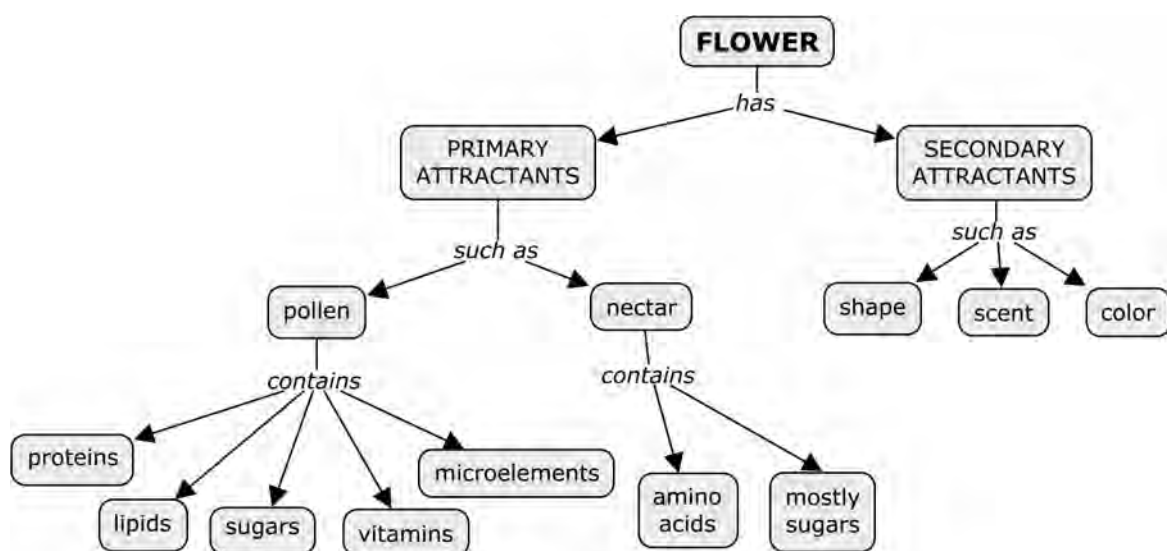 FLOWER
has
PRIMARY
ATTRACTANTS
SECONDARY
ATTRACTANTS
such as
such as
pollen
nectar
shape
scent
color
contains
contains
proteins
lipids
sugars
vitamins
microelements
amino
acids
mostly
sugars